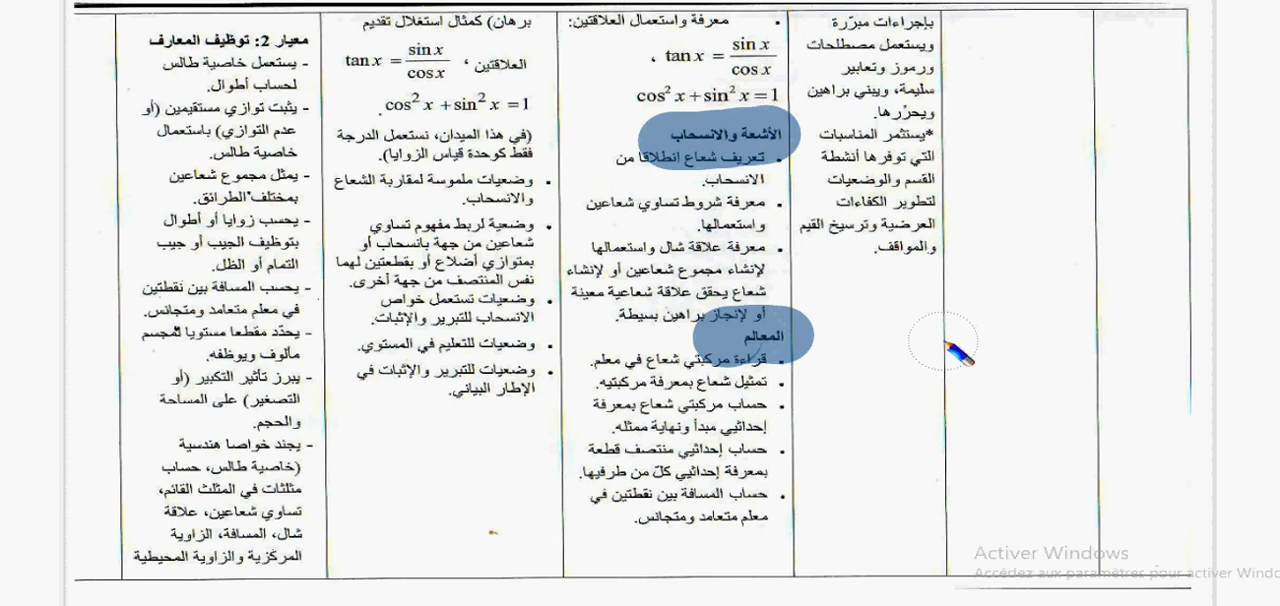 بإجراءات مبرّرة
ويستعمل مصطلحات
ورموز وتعابير
سليمة، ويبني براهين
ويحرّرها.
*يستثمر المناسبات
التي توفرها أنشطة
القسم والوضعيات
لتطوير الكفاءات
العرضية وترسيخ القيم
والمواقف.
• معرفة واستعمال العلاقتين:
tan x = sin x / cos x ،
cos² x + sin² x = 1
الأشعة والانسحاب
• تعريف شعاع انطلاقا من
الانسحاب.
• معرفة شروط تساوي شعاعين
واستعمالها.
• معرفة علاقة شال واستعمالها
لإنشاء مجموع شعاعين أو لإنشاء
شعاع يحقق علاقة شعاعية معينة
أو لإنجاز براهين بسيطة.
المعالم
• قراءة مركبتي شعاع في معلم.
• تمثيل شعاع بمعرفة مركبتيه.
• حساب مركبتي شعاع بمعرفة
إحداثيي مبدأ ونهاية ممثله.
• حساب إحداثيي منتصف قطعة
بمعرفة إحداثيي كلّ من طرفيها.
• حساب المسافة بين نقطتين في
معلم متعامد ومتجانس.
برهان) كمثال استغلال تقديم
العلاقتين ، tan x = sin x / cos x
cos² x + sin² x = 1 .
(في هذا الميدان، نستعمل الدرجة
فقط كوحدة قياس الزوايا).
• وضعيات ملموسة لمقاربة الشعاع
والانسحاب.
• وضعية لربط مفهوم تساوي
شعاعين من جهة بانسحاب أو
بمتوازي أضلاع أو بقطعتين لهما
نفس المنتصف من جهة أخرى.
• وضعيات تستعمل خواص
الانسحاب للتبرير والإثبات.
• وضعيات للتعليم في المستوي.
• وضعيات للتبرير والإثبات في
الإطار البياني.
معيار 2: توظيف المعارف
- يستعمل خاصية طالس
لحساب أطوال.
- يثبت توازي مستقيمين (أو
عدم التوازي) باستعمال
خاصية طالس.
- يمثل مجموع شعاعين
بمختلف الطرائق.
- يحسب زوايا أو أطوال
بتوظيف الجيب أو جيب
التمام أو الظل.
- يحسب المسافة بين نقطتين
في معلم متعامد ومتجانس.
- يحدّد مقطعا مستويا لمجسم
مألوف ويوظفه.
- يبرز تأثير التكبير (أو
التصغير) على المساحة
والحجم.
- يجند خواصا هندسية
(خاصية طالس، حساب
مثلثات في المثلث القائم،
تساوي شعاعين، علاقة
شال، المسافة، الزاوية
المركزية والزاوية المحيطية
Activer Windows
Accédez aux paramètres pour activer Windo